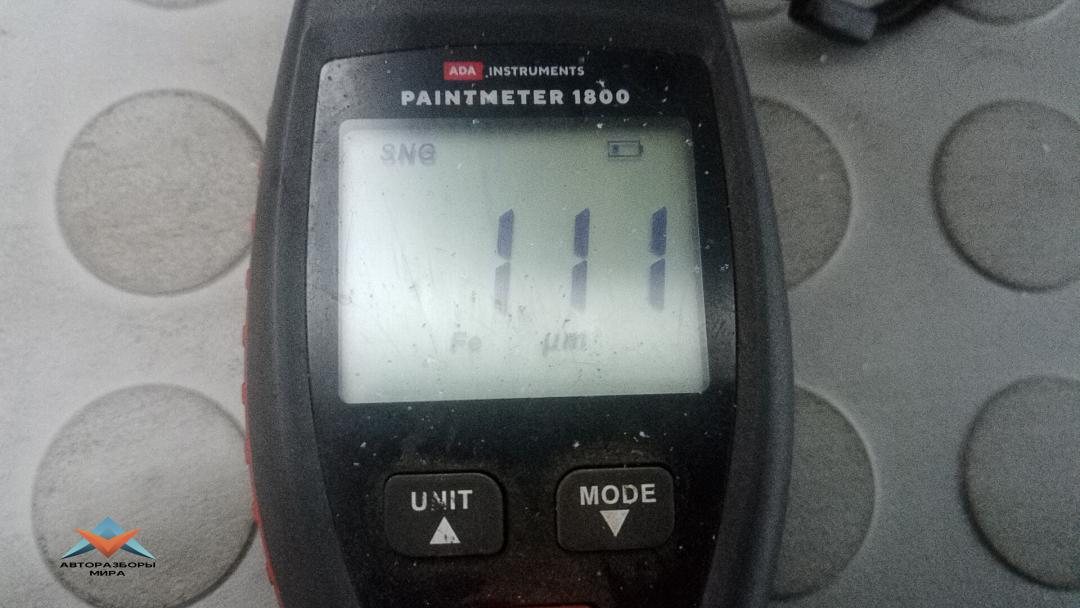 ADA INSTRUMENTS
PAINTMETER 1800
SNG
111
Fe µm
UNIT MODE
АВТОРАЗБОРЫ
МИРА